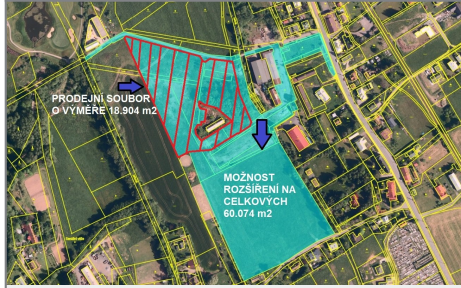 PRODEJNÍ SOUBOR
O VÝMĚŘE 18.904 m2
MOŽNOST
ROZŠÍŘENÍ NA
CELKOVÝCH
60.074 m2